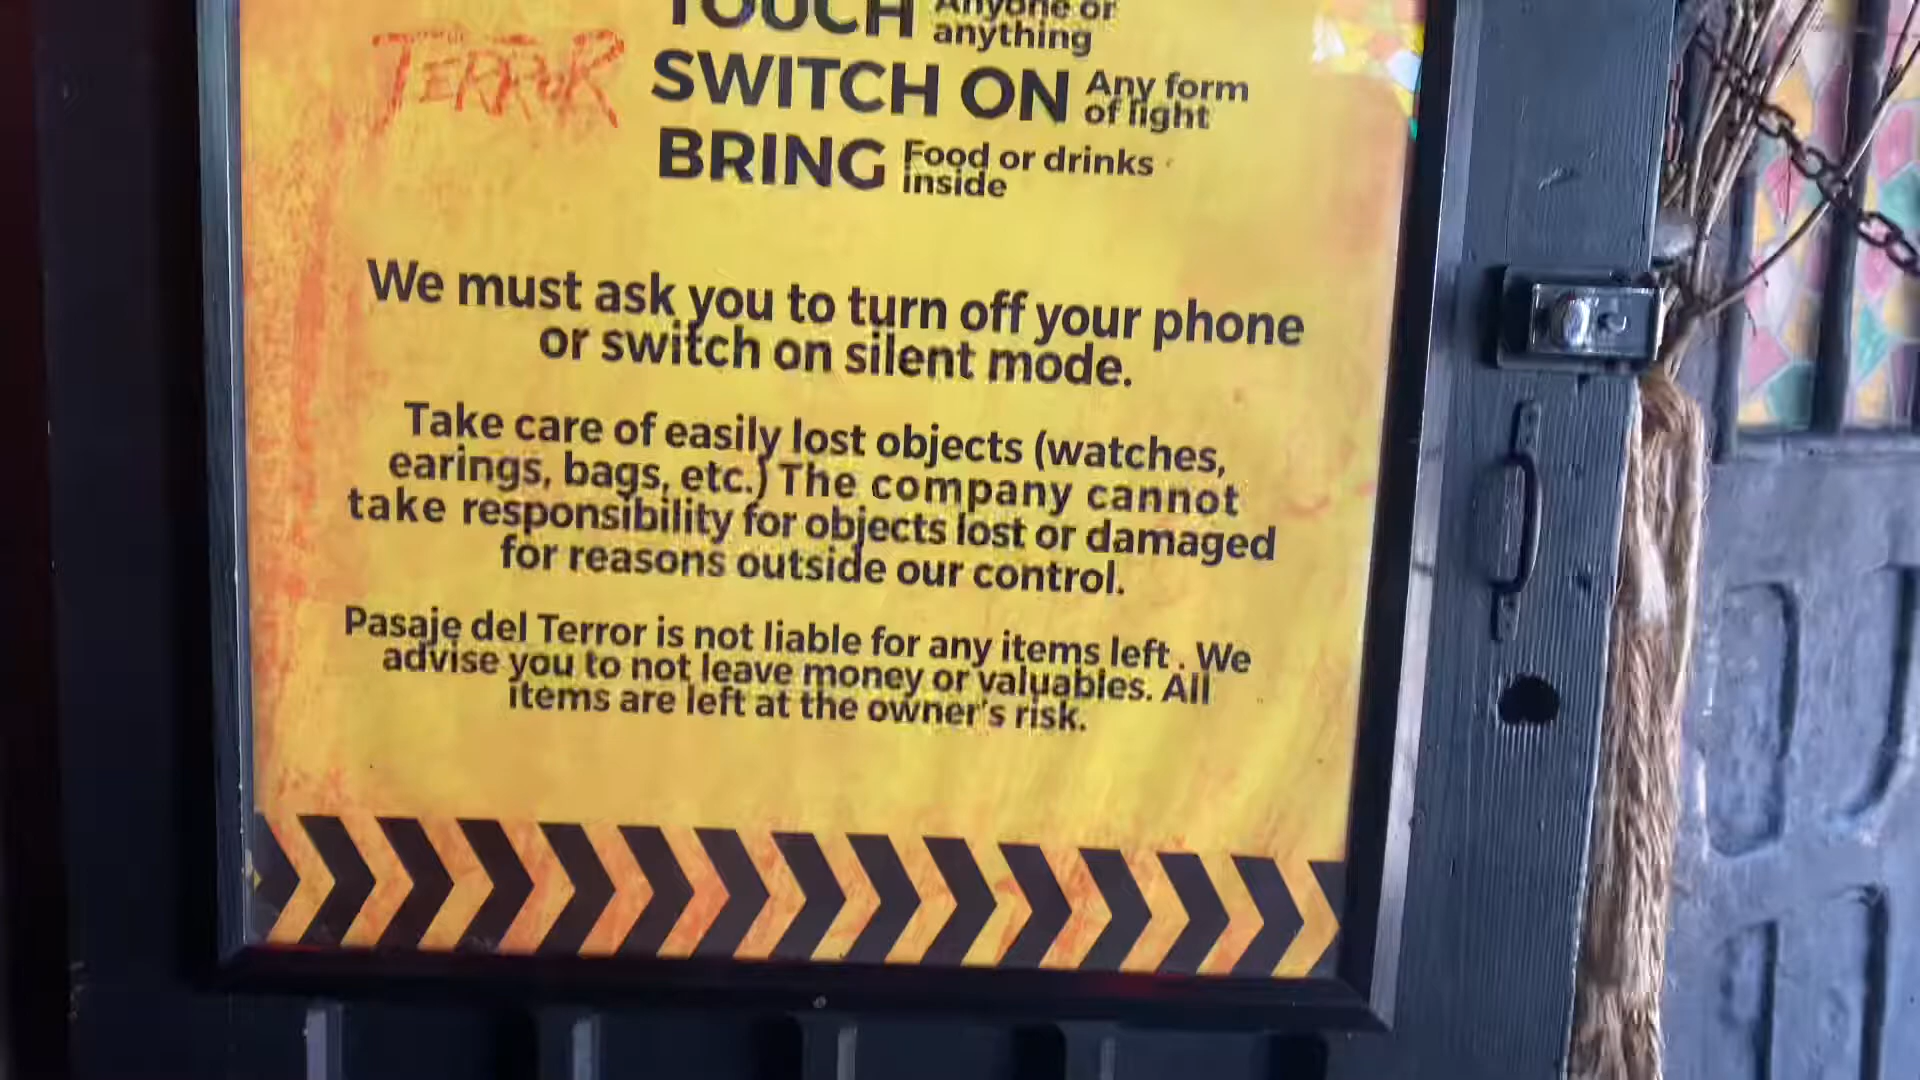 TOUCH Anyone or
anything
TERROR
SWITCH ON Any form
of light
BRING Food or drinks
inside
We must ask you to turn off your phone
or switch on silent mode.
Take care of easily lost objects (watches,
earings, bags, etc.) The company cannot
take responsibility for objects lost or damaged
for reasons outside our control.
Pasaje del Terror is not liable for any items left . We
advise you to not leave money or valuables. All
items are left at the owner's risk.